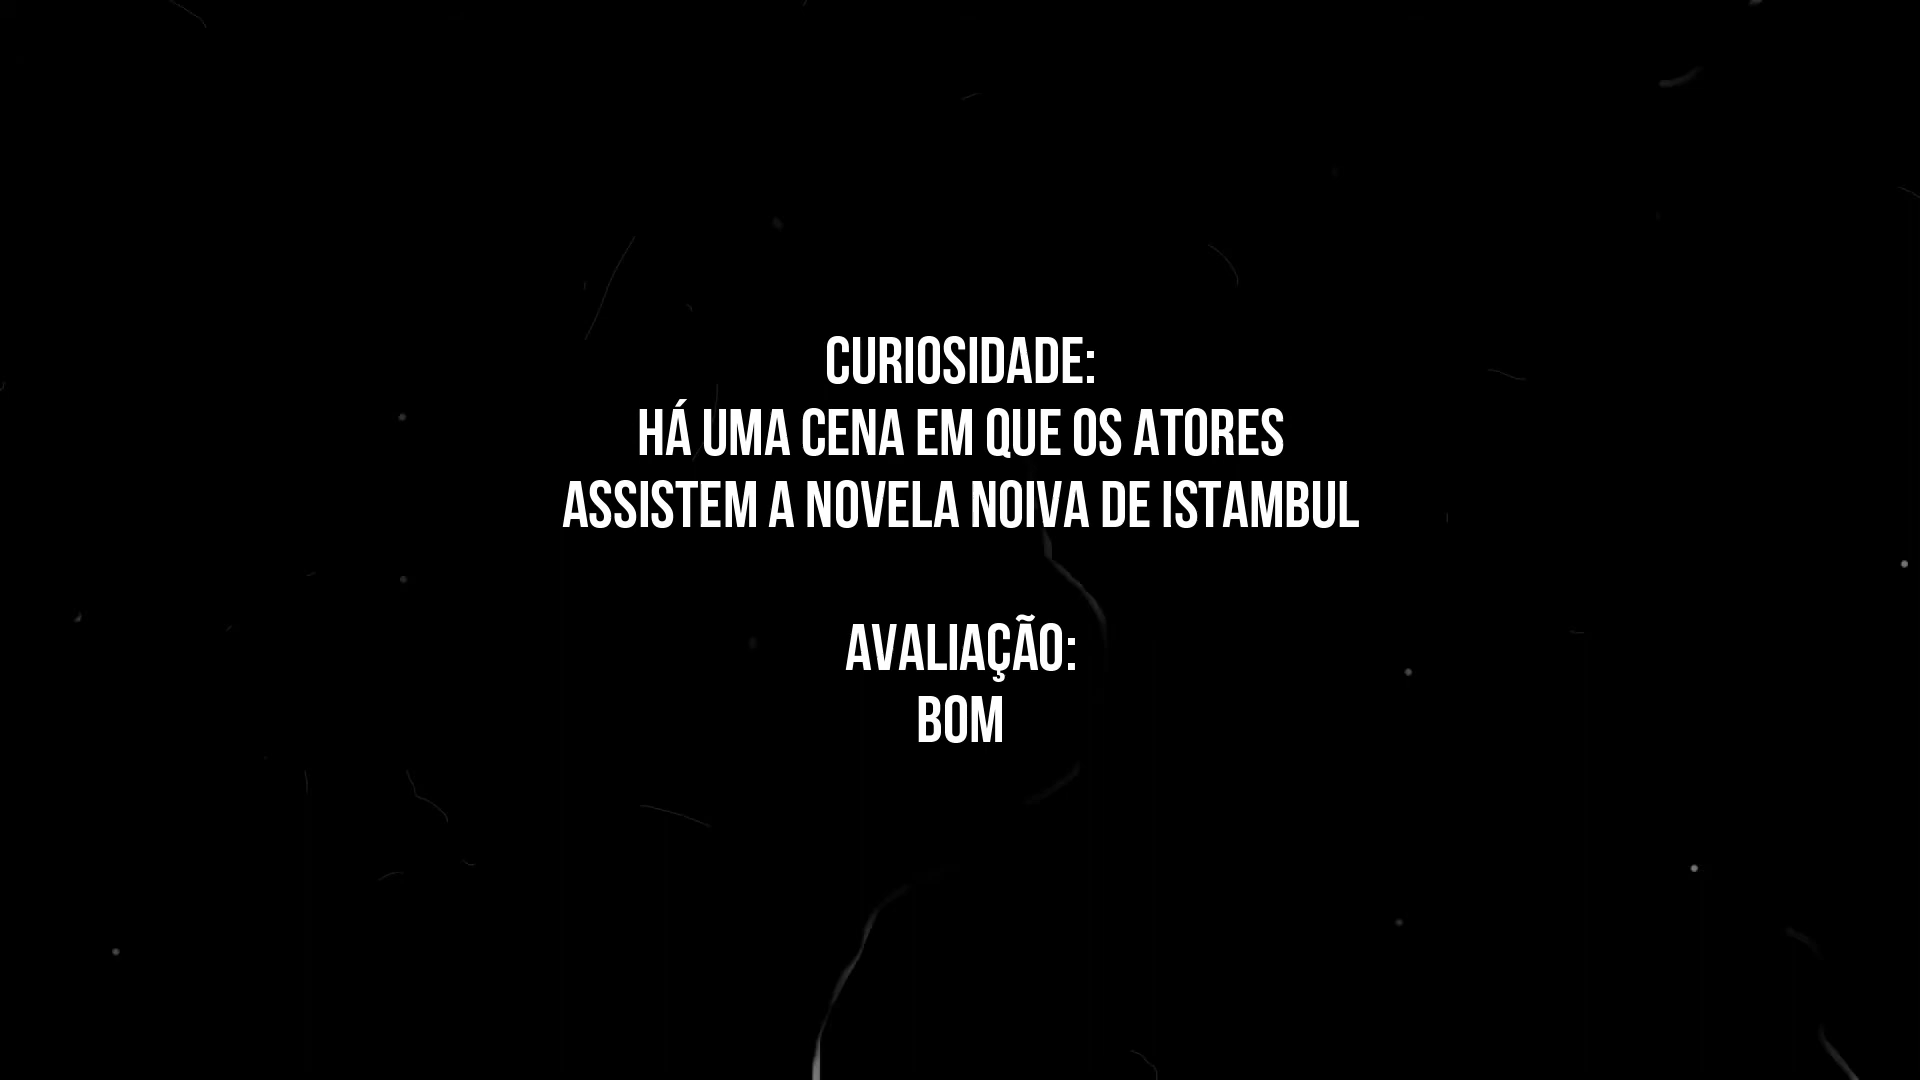 CURIOSIDADE:
HÁ UMA CENA EM QUE OS ATORES
ASSISTEM A NOVELA NOIVA DE ISTAMBUL
AVALIAÇÃO:
BOM